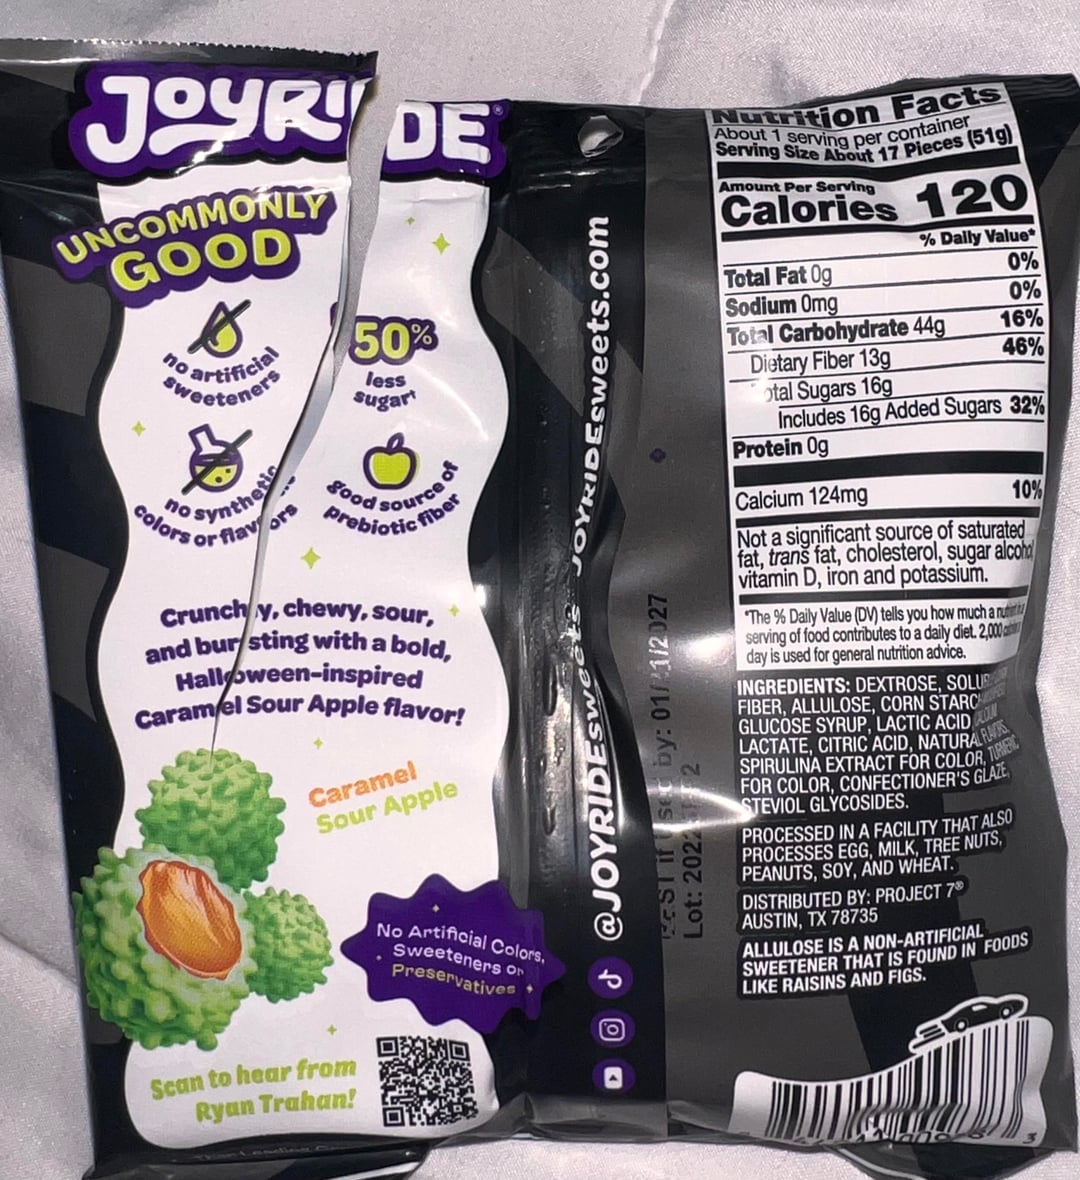 JOYRIDE®
UNCOMMONLY
GOOD
no artificial
sweeteners
50%
less
sugar†
no synthetic
colors or flavors
good source of
prebiotic fiber
Crunchy, chewy, sour,
and bursting with a bold,
Halloween-inspired
Caramel Sour Apple flavor!
Caramel
Sour Apple
No Artificial Colors,
Sweeteners or
Preservatives
Scan to hear from
Ryan Trahan!
@JOYRIDEsweets JOYRIDEsweets.com
if used by: 01/ /2027
Lot: 2022 2
Nutrition Facts
About 1 serving per container
Serving Size About 17 Pieces (51g)
Amount Per Serving
Calories 120
% Daily Value*
Total Fat 0g 0%
Sodium 0mg 0%
Total Carbohydrate 44g 16%
Dietary Fiber 13g 46%
Total Sugars 16g
Includes 16g Added Sugars 32%
Protein 0g
Calcium 124mg 10%
Not a significant source of saturated
fat, trans fat, cholesterol, sugar alcohol
vitamin D, iron and potassium.
*The % Daily Value (DV) tells you how much a nutrient in a
serving of food contributes to a daily diet. 2,000
day is used for general nutrition advice.
INGREDIENTS: DEXTROSE,
FIBER, ALLULOSE, CORN
GLUCOSE SYRUP, LACTIC ACID
LACTATE, CITRIC ACID, NATURAL FLAVORS,
SPIRULINA EXTRACT FOR COLOR, TURMERIC
FOR COLOR, CONFECTIONER'S GLAZE,
STEVIOL GLYCOSIDES.
PROCESSED IN A FACILITY THAT ALSO
PROCESSES EGG, MILK, TREE NUTS,
PEANUTS, SOY, AND WHEAT.
DISTRIBUTED BY: PROJECT 7®
AUSTIN, TX 78735
ALLULOSE IS A NON-ARTIFICIAL
SWEETENER THAT IS FOUND IN FOODS
LIKE RAISINS AND FIGS.